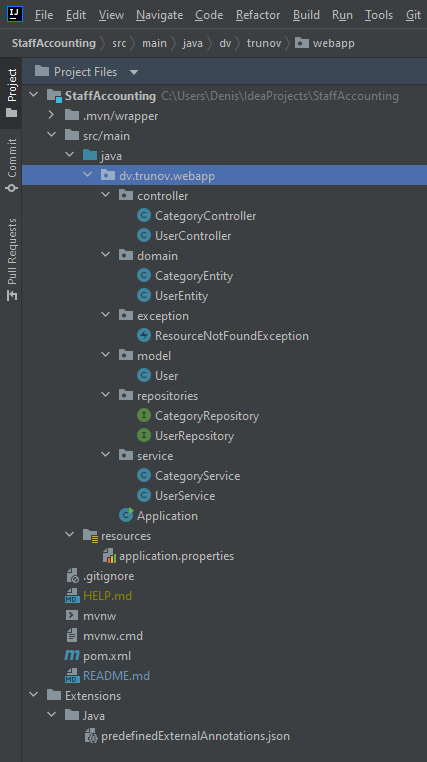 IJ File Edit View Navigate Code Refactor Build Run Tools Git
StaffAccounting src main java dv trunov webapp
Project
Commit
Pull Requests
Project Files
StaffAccounting C:\Users\Denis\IdeaProjects\StaffAccounting
.mvn/wrapper
src/main
java
dv.trunov.webapp
controller
C CategoryController
C UserController
domain
C CategoryEntity
C UserEntity
exception
ResourceNotFoundException
model
C User
repositories
I CategoryRepository
I UserRepository
service
C CategoryService
C UserService
C Application
resources
application.properties
.gitignore
MD HELP.md
mvnw
mvnw.cmd
m pom.xml
MD README.md
Extensions
Java
predefinedExternalAnnotations.json